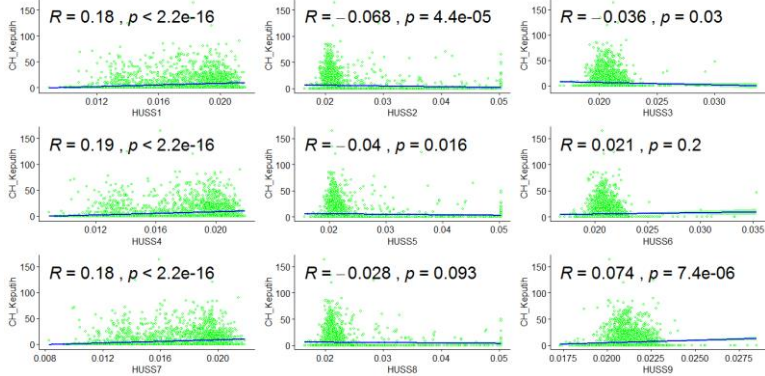 CH_Keputih
150
100
50
0
R = 0.18 , p < 2.2e-16
0.012
0.016
0.020
HUSS1
CH_Keputih
150
100
50
0
R = −0.068 , p = 4.4e-05
0.02
0.03
0.04
0.05
HUSS2
CH_Keputih
150
100
50
0
R = −0.036 , p = 0.03
0.020
0.025
0.030
HUSS3
CH_Keputih
150
100
50
0
R = 0.19 , p < 2.2e-16
0.012
0.016
0.020
HUSS4
CH_Keputih
150
100
50
0
R = −0.04 , p = 0.016
0.02
0.03
0.04
0.05
HUSS5
CH_Keputih
150
100
50
0
R = 0.021 , p = 0.2
0.020
0.025
0.030
0.035
HUSS6
CH_Keputih
150
100
50
0
R = 0.18 , p < 2.2e-16
0.008
0.012
0.016
0.020
HUSS7
CH_Keputih
150
100
50
0
R = −0.028 , p = 0.093
0.02
0.03
0.04
0.05
HUSS8
CH_Keputih
150
100
50
0
R = 0.074 , p = 7.4e-06
0.0175
0.0200
0.0225
0.0250
0.0275
HUSS9